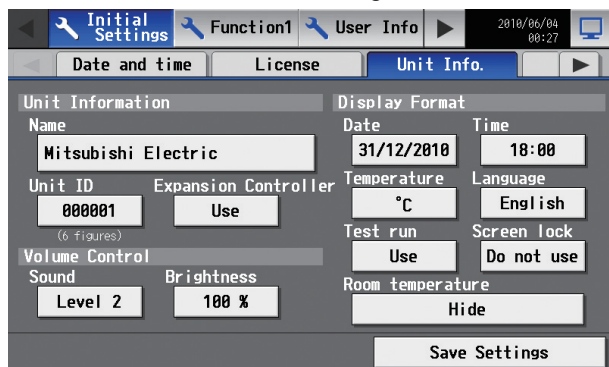 Initial Settings Function1 User Info 2010/06/04 00:27
Date and time License Unit Info.
Unit Information
Name
Mitsubishi Electric
Unit ID Expansion Controller
000001 Use
(6 figures)
Volume Control
Sound Brightness
Level 2 100 %
Display Format
Date Time
31/12/2010 18:00
Temperature Language
°C English
Test run Screen lock
Use Do not use
Room temperature
Hide
Save Settings